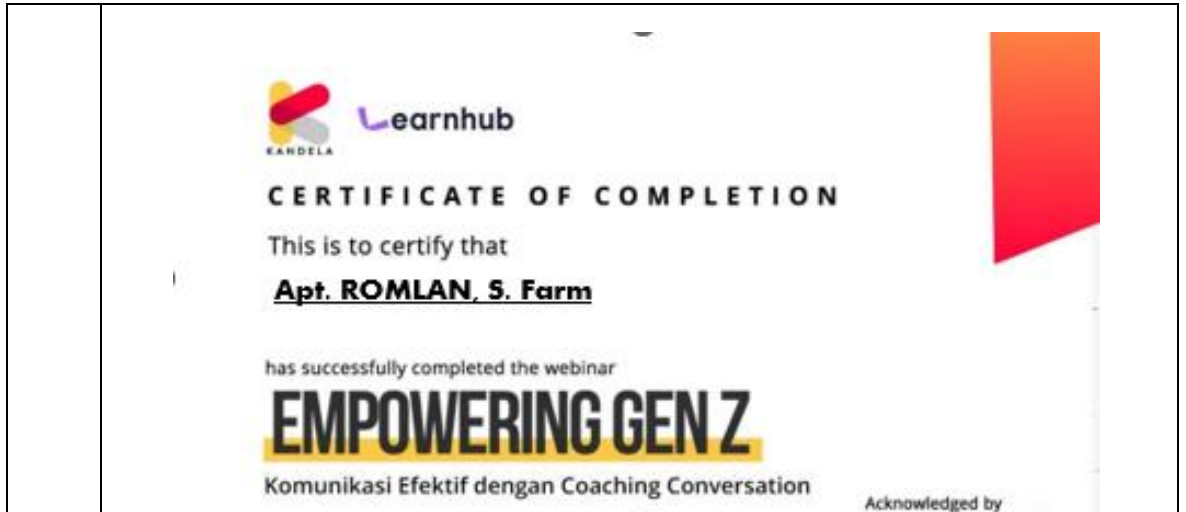 KANDELA
Learnhub
CERTIFICATE OF COMPLETION
This is to certify that
Apt. ROMLAN, S. Farm
has successfully completed the webinar
EMPOWERING GEN Z
Komunikasi Efektif dengan Coaching Conversation
Acknowledged by